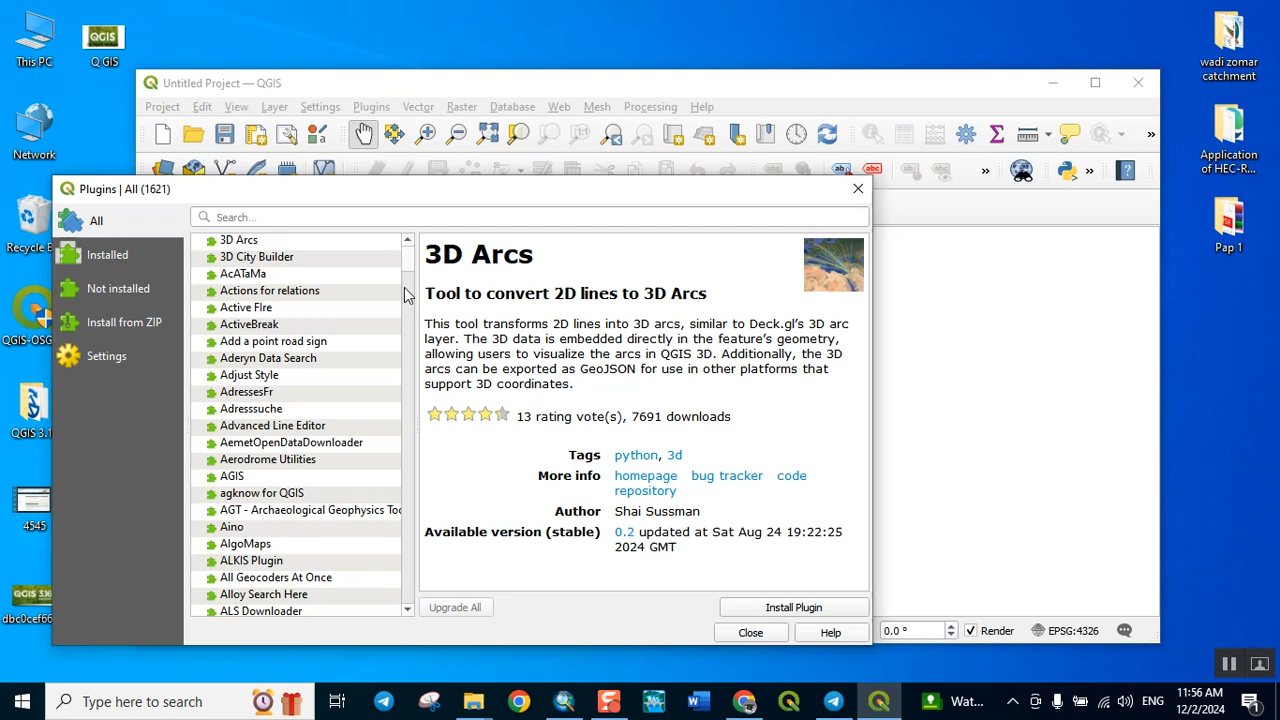 This PC
QGIS
Q GIS
Network
Recycle B
QGIS-OSG
QGIS 3.1
4545
QGIS 3.16
dbc0cef66
wadi zomar
catchment
Application
of HEC-R...
Pap 1
Untitled Project — QGIS
Project Edit View Layer Settings Plugins Vector Raster Database Web Mesh Processing Help
»
» »
Plugins | All (1621)
All
Installed
Not installed
Install from ZIP
Settings
Search...
3D Arcs
3D City Builder
AcATaMa
Actions for relations
Active FIre
ActiveBreak
Add a point road sign
Aderyn Data Search
Adjust Style
AdressesFr
Adresssuche
Advanced Line Editor
AemetOpenDataDownloader
Aerodrome Utilities
AGIS
agknow for QGIS
AGT - Archaeological Geophysics Too
Aino
AlgoMaps
ALKIS Plugin
All Geocoders At Once
Alloy Search Here
ALS Downloader
3D Arcs
Tool to convert 2D lines to 3D Arcs
This tool transforms 2D lines into 3D arcs, similar to Deck.gl's 3D arc
layer. The 3D data is embedded directly in the feature's geometry,
allowing users to visualize the arcs in QGIS 3D. Additionally, the 3D
arcs can be exported as GeoJSON for use in other platforms that
support 3D coordinates.
13 rating vote(s), 7691 downloads
Tags python, 3d
More info homepage bug tracker code
repository
Author Shai Sussman
Available version (stable) 0.2 updated at Sat Aug 24 19:22:25
2024 GMT
Upgrade All
Install Plugin
Close
Help
0.0 °
Render
EPSG:4326
Type here to search
Wat...
ENG
11:56 AM
12/2/2024